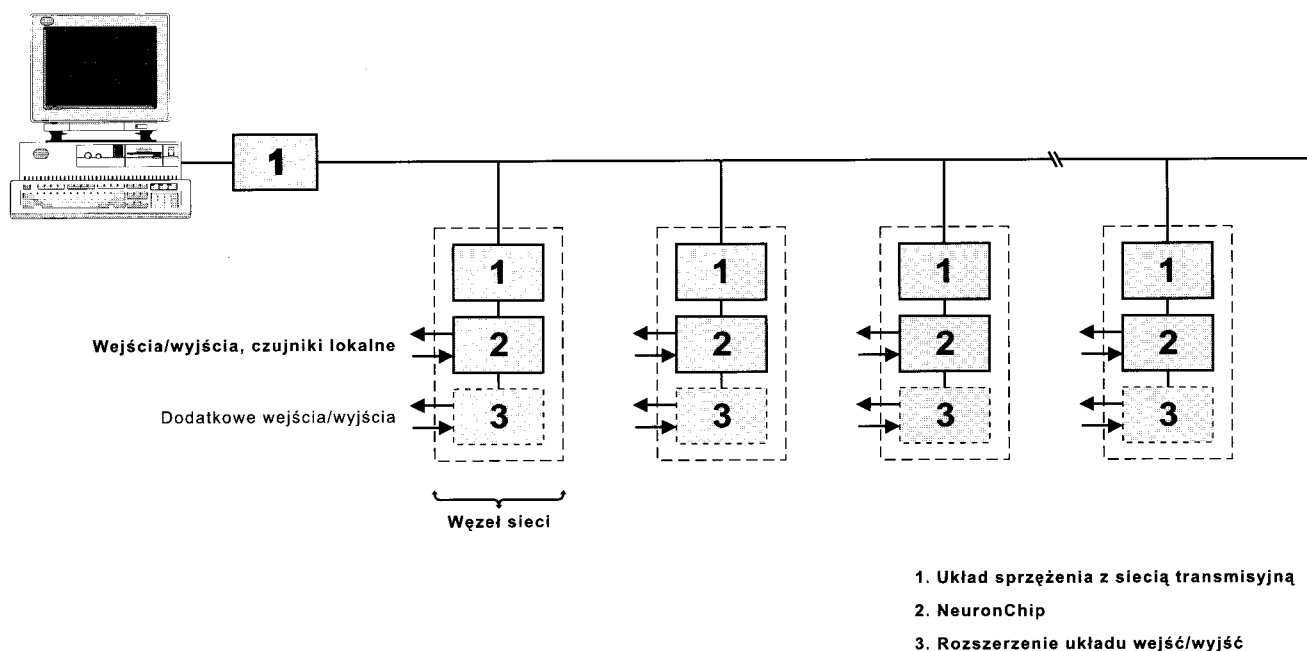 1
1 1 1 1
Wejścia/wyjścia, czujniki lokalne 2 2 2 2
Dodatkowe wejścia/wyjścia 3 3 3 3
Węzeł sieci
1. Układ sprzężenia z siecią transmisyjną
2. NeuronChip
3. Rozszerzenie układu wejść/wyjść